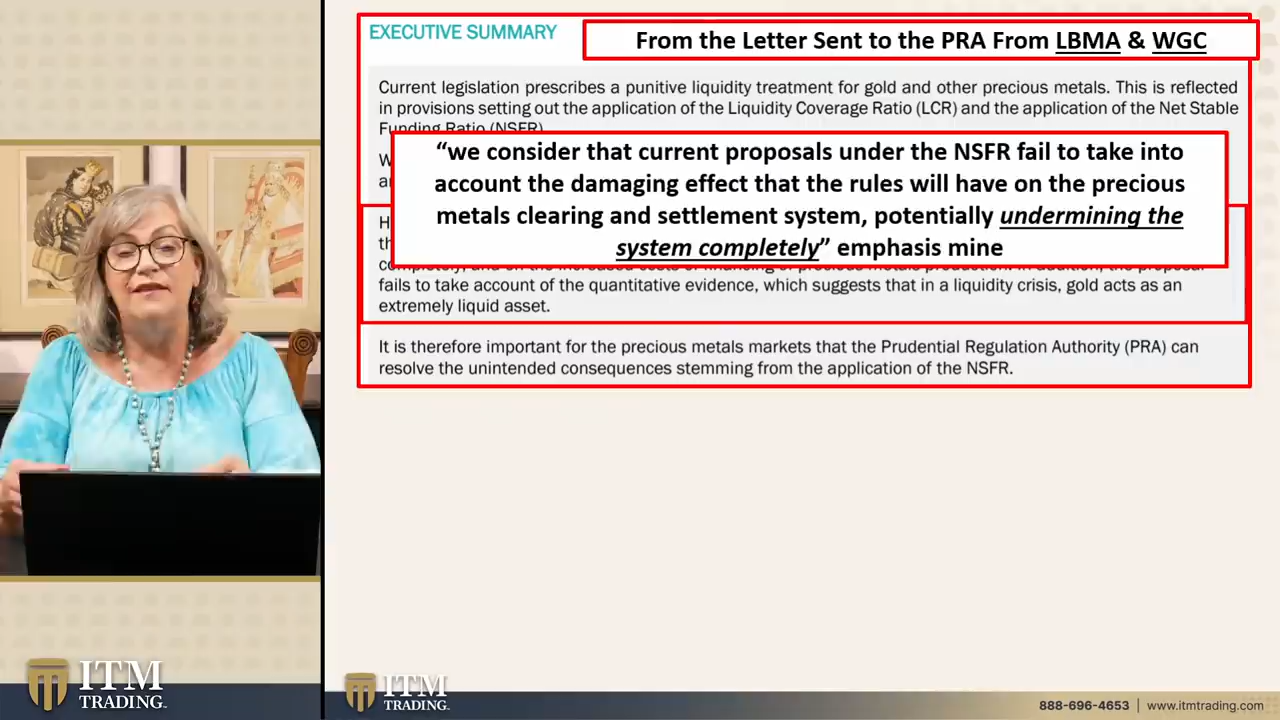 EXECUTIVE SUMMARY
From the Letter Sent to the PRA From LBMA & WGC
Current legislation prescribes a punitive liquidity treatment for gold and other precious metals. This is reflected
in provisions setting out the application of the Liquidity Coverage Ratio (LCR) and the application of the Net Stable
Funding Ratio (NSFR)
“we consider that current proposals under the NSFR fail to take into
account the damaging effect that the rules will have on the precious
metals clearing and settlement system, potentially undermining the
system completely” emphasis mine
fails to take account of the quantitative evidence, which suggests that in a liquidity crisis, gold acts as an
extremely liquid asset.
It is therefore important for the precious metals markets that the Prudential Regulation Authority (PRA) can
resolve the unintended consequences stemming from the application of the NSFR.
ITM
TRADING
ITM
TRADING
888-696-4653 | www.itmtrading.com